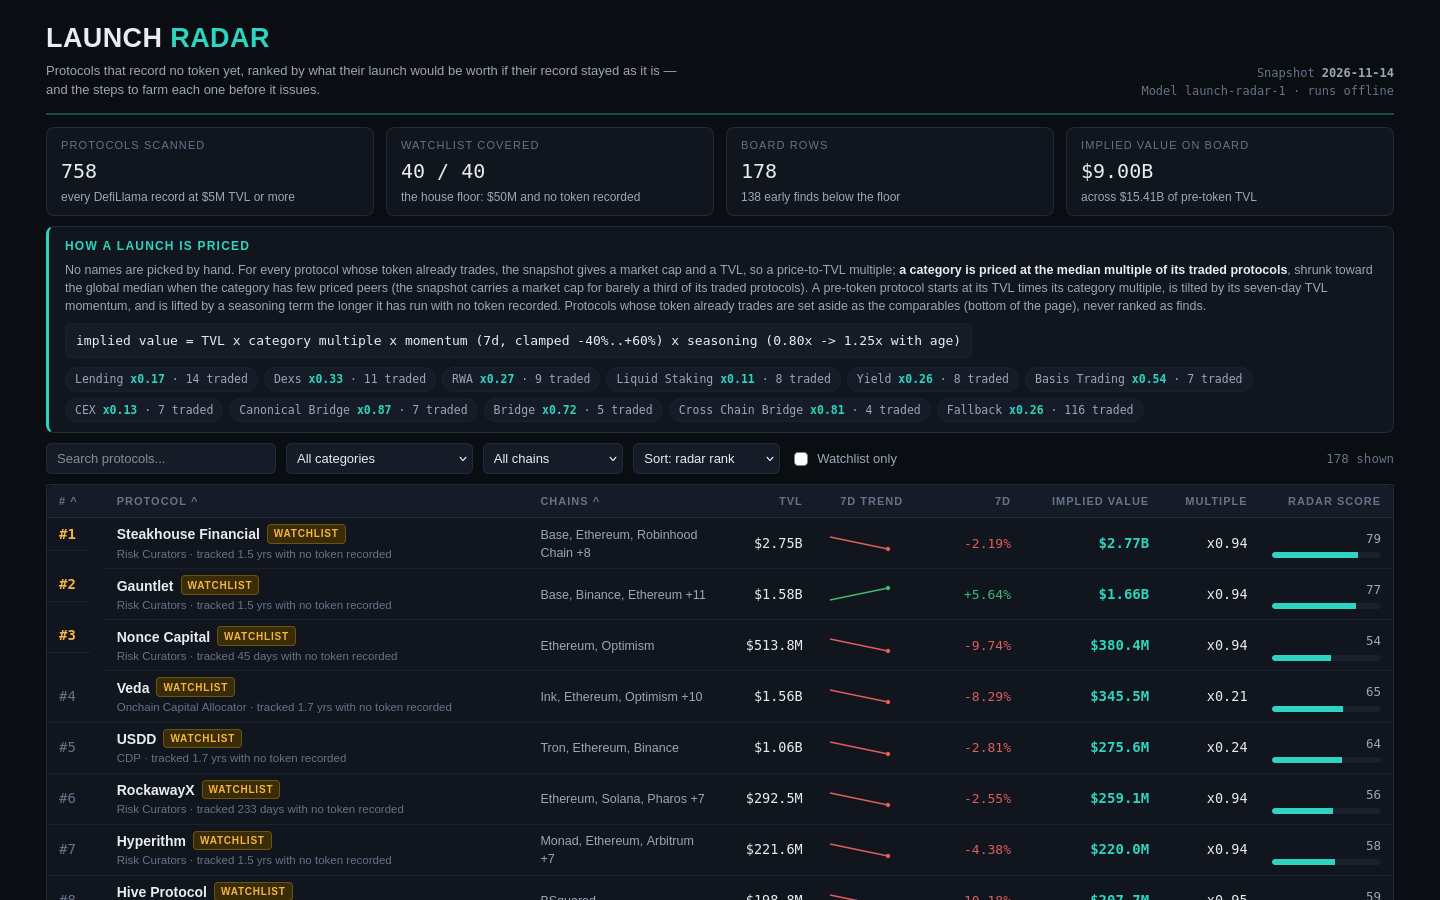 LAUNCH RADAR
Protocols that record no token yet, ranked by what their launch would be worth if their record stayed as it is —
and the steps to farm each one before it issues.
Snapshot 2026-11-14
Model launch-radar-1 · runs offline
PROTOCOLS SCANNED
758
every DefiLlama record at $5M TVL or more
WATCHLIST COVERED
40 / 40
the house floor: $50M and no token recorded
BOARD ROWS
178
138 early finds below the floor
IMPLIED VALUE ON BOARD
$9.00B
across $15.41B of pre-token TVL
HOW A LAUNCH IS PRICED
No names are picked by hand. For every protocol whose token already trades, the snapshot gives a market cap and a TVL, so a price-to-TVL multiple; a category is priced at the median multiple of its traded protocols, shrunk toward
the global median when the category has few priced peers (the snapshot carries a market cap for barely a third of its traded protocols). A pre-token protocol starts at its TVL times its category multiple, is tilted by its seven-day TVL
momentum, and is lifted by a seasoning term the longer it has run with no token recorded. Protocols whose token already trades are set aside as the comparables (bottom of the page), never ranked as finds.
implied value = TVL x category multiple x momentum (7d, clamped -40%..+60%) x seasoning (0.80x -> 1.25x with age)
Lending x0.17 · 14 traded Dexs x0.33 · 11 traded RWA x0.27 · 9 traded Liquid Staking x0.11 · 8 traded Yield x0.26 · 8 traded Basis Trading x0.54 · 7 traded
CEX x0.13 · 7 traded Canonical Bridge x0.87 · 7 traded Bridge x0.72 · 5 traded Cross Chain Bridge x0.81 · 4 traded Fallback x0.26 · 116 traded
Search protocols... All categories All chains Sort: radar rank Watchlist only 178 shown
# ^ PROTOCOL ^ CHAINS ^ TVL 7D TREND 7D IMPLIED VALUE MULTIPLE RADAR SCORE
#1 Steakhouse Financial WATCHLIST
Risk Curators · tracked 1.5 yrs with no token recorded
Base, Ethereum, Robinhood
Chain +8
$2.75B -2.19% $2.77B x0.94 79
#2 Gauntlet WATCHLIST
Risk Curators · tracked 1.5 yrs with no token recorded
Base, Binance, Ethereum +11 $1.58B +5.64% $1.66B x0.94 77
#3 Nonce Capital WATCHLIST
Risk Curators · tracked 45 days with no token recorded
Ethereum, Optimism $513.8M -9.74% $380.4M x0.94 54
#4 Veda WATCHLIST
Onchain Capital Allocator · tracked 1.7 yrs with no token recorded
Ink, Ethereum, Optimism +10 $1.56B -8.29% $345.5M x0.21 65
#5 USDD WATCHLIST
CDP · tracked 1.7 yrs with no token recorded
Tron, Ethereum, Binance $1.06B -2.81% $275.6M x0.24 64
#6 RockawayX WATCHLIST
Risk Curators · tracked 233 days with no token recorded
Ethereum, Solana, Pharos +7 $292.5M -2.55% $259.1M x0.94 56
#7 Hyperithm WATCHLIST
Risk Curators · tracked 1.5 yrs with no token recorded
Monad, Ethereum, Arbitrum
+7
$221.6M -4.38% $220.0M x0.94 58
Hive Protocol WATCHLIST
59